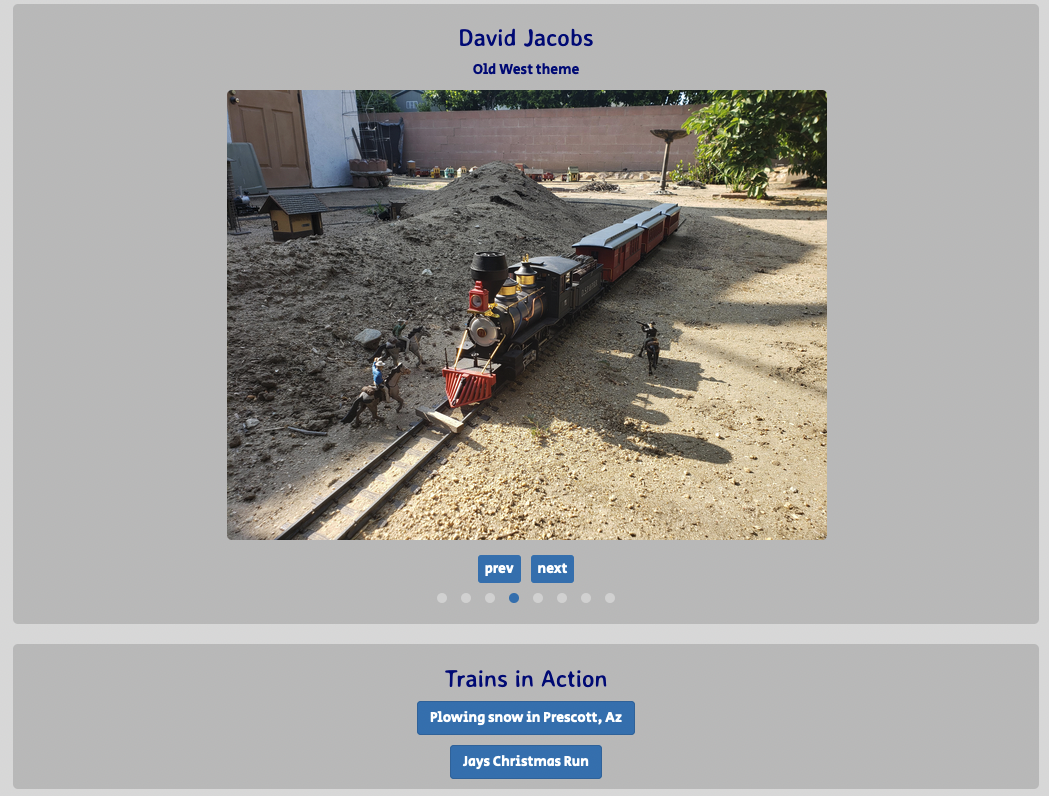 David Jacobs
Old West theme
prev next
Trains in Action
Plowing snow in Prescott, Az
Jays Christmas Run